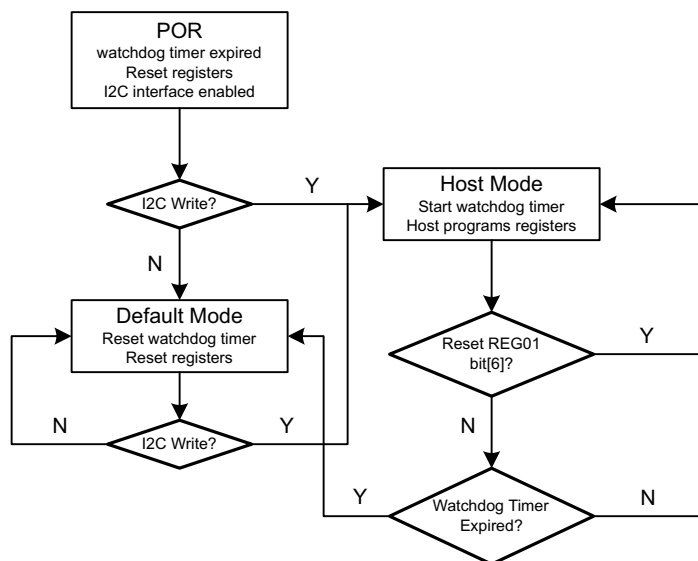 POR
watchdog timer expired
Reset registers
I2C interface enabled
I2C Write?
Y
N
Host Mode
Start watchdog timer
Host programs registers
Default Mode
Reset watchdog timer
Reset registers
Reset REG01
bit[6]?
Y
N
I2C Write?
N
Y
Watchdog Timer
Expired?
Y
N